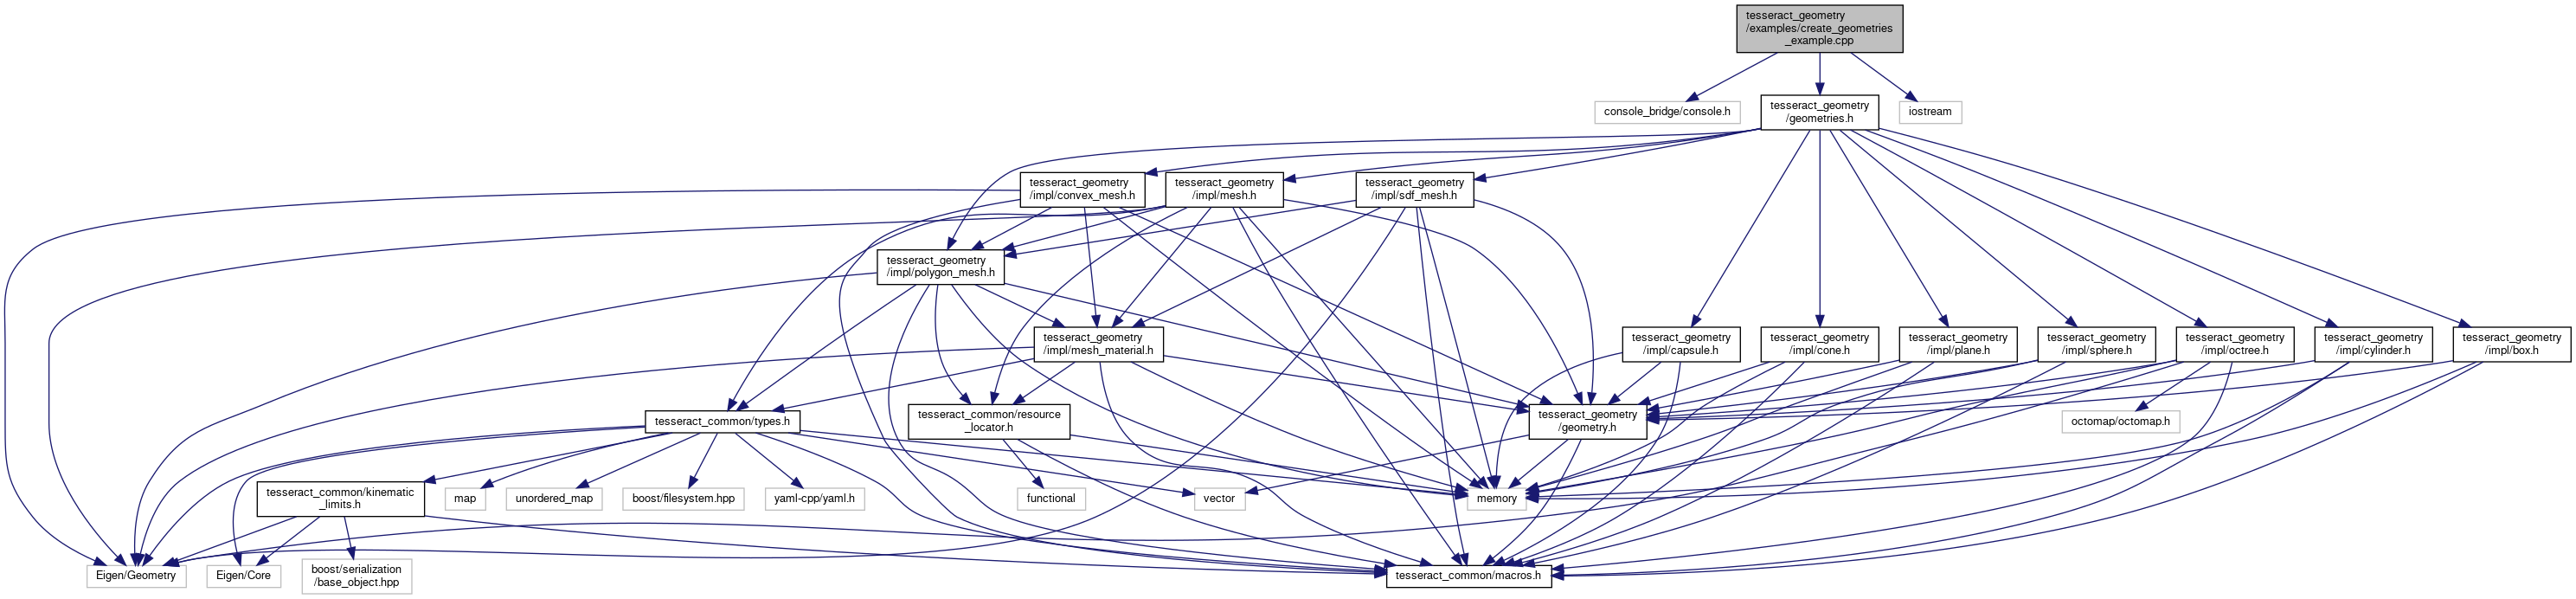 tesseract_geometry
/examples/create_geometries
_example.cpp
console_bridge/console.h
tesseract_geometry
/geometries.h
iostream
tesseract_geometry
/impl/convex_mesh.h
tesseract_geometry
/impl/mesh.h
tesseract_geometry
/impl/sdf_mesh.h
tesseract_geometry
/impl/polygon_mesh.h
tesseract_geometry
/impl/mesh_material.h
tesseract_geometry
/impl/capsule.h
tesseract_geometry
/impl/cone.h
tesseract_geometry
/impl/plane.h
tesseract_geometry
/impl/sphere.h
tesseract_geometry
/impl/octree.h
tesseract_geometry
/impl/cylinder.h
tesseract_geometry
/impl/box.h
tesseract_common/types.h
tesseract_common/resource
_locator.h
tesseract_geometry
/geometry.h
octomap/octomap.h
tesseract_common/kinematic
_limits.h
map
unordered_map
boost/filesystem.hpp
yaml-cpp/yaml.h
functional
vector
memory
Eigen/Geometry
Eigen/Core
boost/serialization
/base_object.hpp
tesseract_common/macros.h